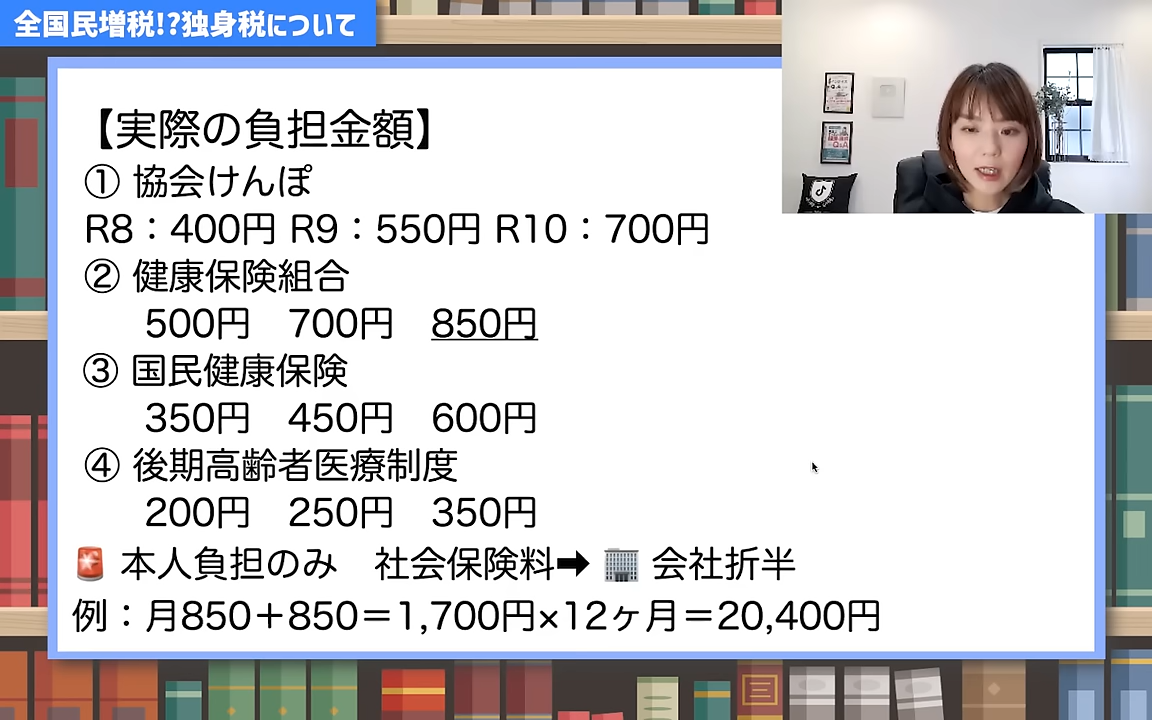 全国民増税!?独身税について
【実際の負担金額】
① 協会けんぽ
R8：400円 R9：550円 R10：700円
② 健康保険組合
500円　700円　850円
③ 国民健康保険
350円　450円　600円
④ 後期高齢者医療制度
200円　250円　350円
🚨 本人負担のみ　社会保険料➡ 🏢 会社折半
例：月850＋850＝1,700円×12ヶ月＝20,400円